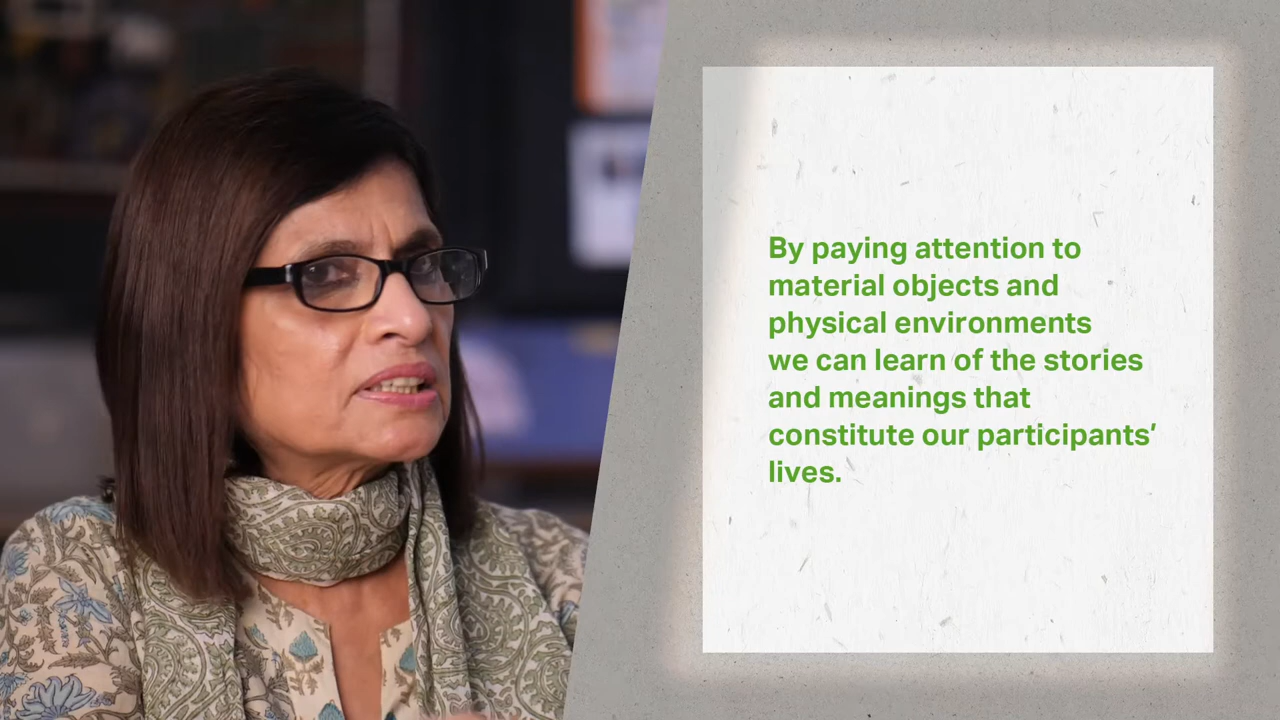 By paying attention to
material objects and
physical environments
we can learn of the stories
and meanings that
constitute our participants’
lives.